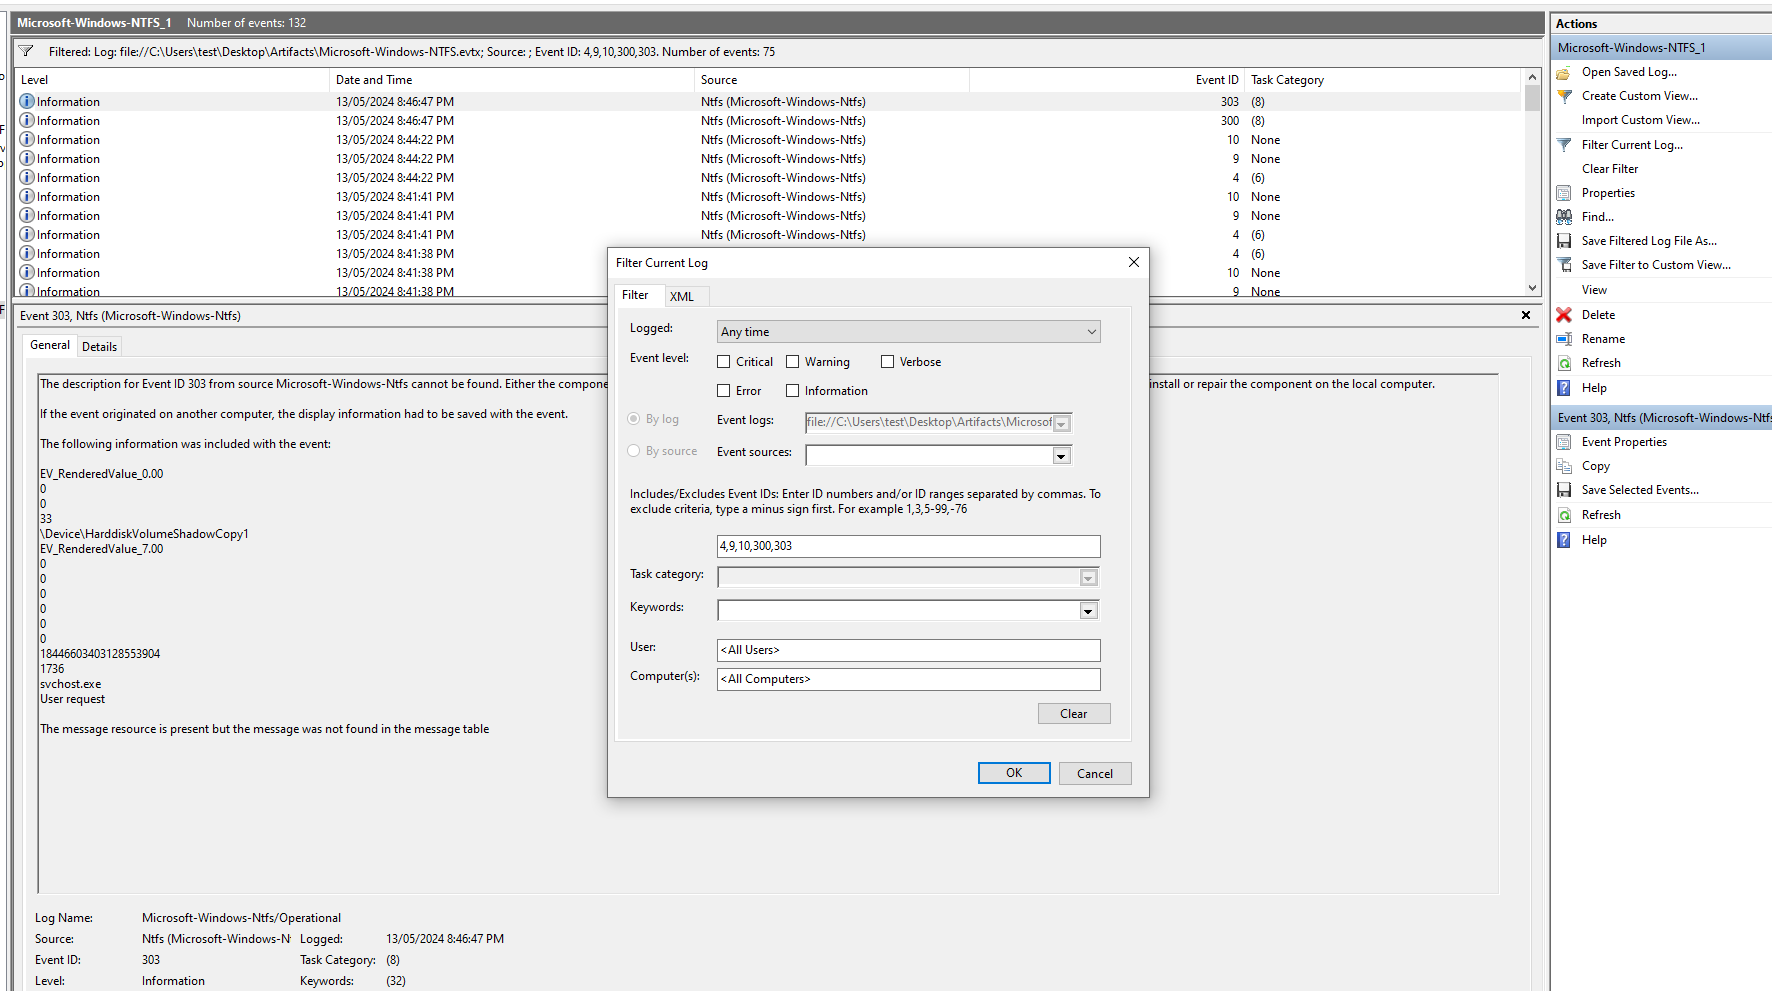 Microsoft-Windows-NTFS_1 Number of events: 132
Filtered: Log: file://C:\Users\test\Desktop\Artifacts\Microsoft-Windows-NTFS.evtx; Source: ; Event ID: 4,9,10,300,303. Number of events: 75
Level Date and Time Source Event ID Task Category
Information 13/05/2024 8:46:47 PM Ntfs (Microsoft-Windows-Ntfs) 303 (8)
Information 13/05/2024 8:46:47 PM Ntfs (Microsoft-Windows-Ntfs) 300 (8)
Information 13/05/2024 8:44:22 PM Ntfs (Microsoft-Windows-Ntfs) 10 None
Information 13/05/2024 8:44:22 PM Ntfs (Microsoft-Windows-Ntfs) 9 None
Information 13/05/2024 8:44:22 PM Ntfs (Microsoft-Windows-Ntfs) 4 (6)
Information 13/05/2024 8:41:41 PM Ntfs (Microsoft-Windows-Ntfs) 10 None
Information 13/05/2024 8:41:41 PM Ntfs (Microsoft-Windows-Ntfs) 9 None
Information 13/05/2024 8:41:41 PM Ntfs (Microsoft-Windows-Ntfs) 4 (6)
Information 13/05/2024 8:41:38 PM 4 (6)
Information 13/05/2024 8:41:38 PM 10 None
Information 13/05/2024 8:41:38 PM 9 None
Event 303, Ntfs (Microsoft-Windows-Ntfs)
General Details
The description for Event ID 303 from source Microsoft-Windows-Ntfs cannot be found. Either the compone install or repair the component on the local computer.
If the event originated on another computer, the display information had to be saved with the event.
The following information was included with the event:
EV_RenderedValue_0.00
0
0
33
\Device\HarddiskVolumeShadowCopy1
EV_RenderedValue_7.00
0
0
0
0
0
0
18446603403128553904
1736
svchost.exe
User request
The message resource is present but the message was not found in the message table
Log Name: Microsoft-Windows-Ntfs/Operational
Source: Ntfs (Microsoft-Windows-N Logged: 13/05/2024 8:46:47 PM
Event ID: 303 Task Category: (8)
Level: Information Keywords: (32)
Filter Current Log
Filter XML
Logged: Any time
Event level: Critical Warning Verbose
Error Information
By log Event logs: file://C:\Users\test\Desktop\Artifacts\Microsof
By source Event sources:
Includes/Excludes Event IDs: Enter ID numbers and/or ID ranges separated by commas. To
exclude criteria, type a minus sign first. For example 1,3,5-99,-76
4,9,10,300,303
Task category:
Keywords:
User: <All Users>
Computer(s): <All Computers>
Clear
OK Cancel
Actions
Microsoft-Windows-NTFS_1
Open Saved Log...
Create Custom View...
Import Custom View...
Filter Current Log...
Clear Filter
Properties
Find...
Save Filtered Log File As...
Save Filter to Custom View...
View
Delete
Rename
Refresh
Help
Event 303, Ntfs (Microsoft-Windows-Ntfs
Event Properties
Copy
Save Selected Events...
Refresh
Help